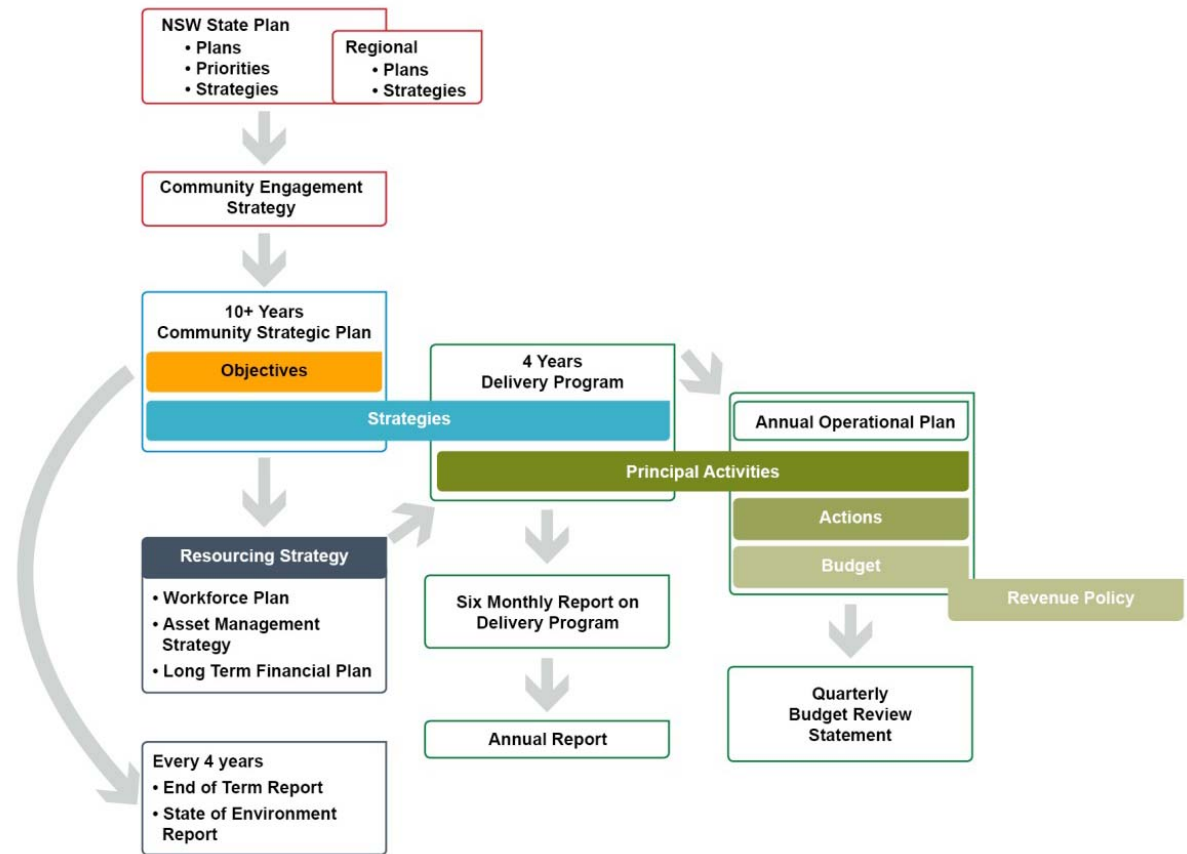 NSW State Plan
• Plans
• Priorities
• Strategies
Regional
• Plans
• Strategies
Community Engagement
Strategy
10+ Years
Community Strategic Plan
Objectives
Strategies
4 Years
Delivery Program
Annual Operational Plan
Principal Activities
Actions
Budget
Revenue Policy
Resourcing Strategy
• Workforce Plan
• Asset Management
Strategy
• Long Term Financial Plan
Six Monthly Report on
Delivery Program
Annual Report
Quarterly
Budget Review
Statement
Every 4 years
• End of Term Report
• State of Environment
Report